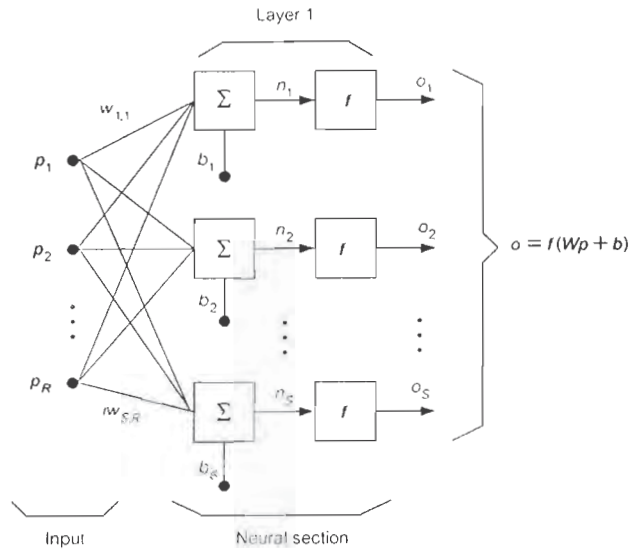 Layer 1
w1,1
Σ
n1
f
o1
p1
b1
p2
Σ
n2
f
o2
o = f(Wp + b)
b2
pR
wS,R
Σ
nS
f
oS
bS
Input
Neural section